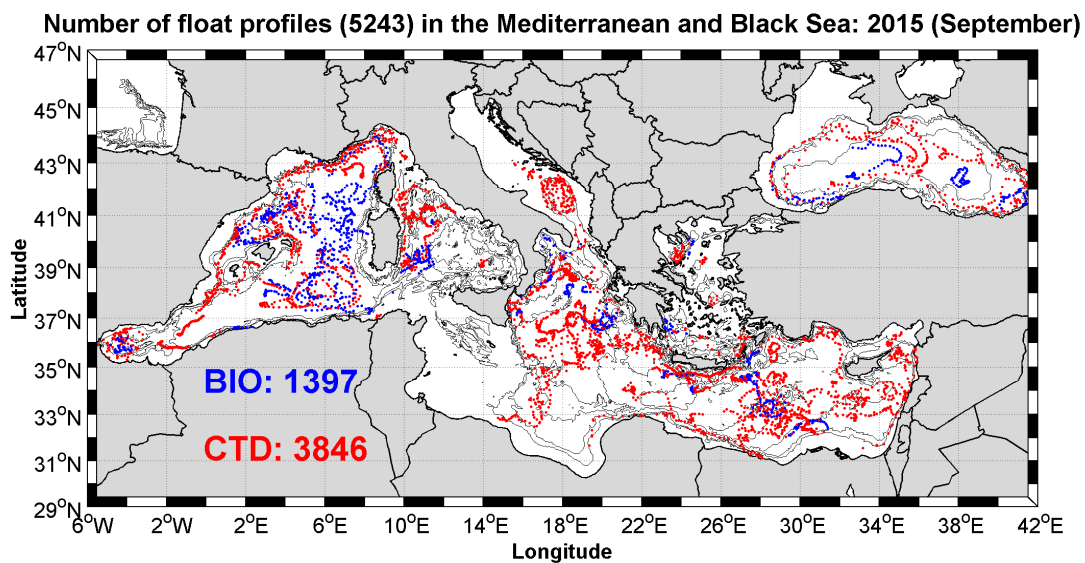 Number of float profiles (5243) in the Mediterranean and Black Sea: 2015 (September)
47°N
45°N
43°N
41°N
39°N
37°N
35°N
33°N
31°N
29°N
Latitude
BIO: 1397
CTD: 3846
6°W 2°W 2°E 6°E 10°E 14°E 18°E 22°E 26°E 30°E 34°E 38°E 42°E
Longitude